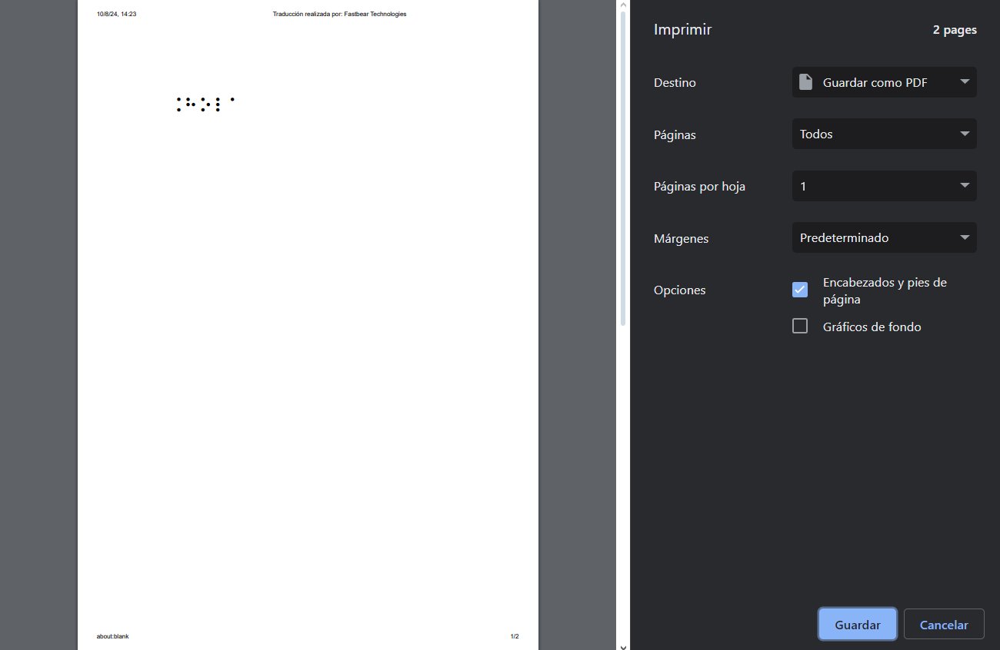 10/8/24, 14:23 Traducción realizada por: Fastbear Technologies
⠨⠓⠕⠇⠁
about:blank 1/2
Imprimir 2 pages
Destino Guardar como PDF
Páginas Todos
Páginas por hoja 1
Márgenes Predeterminado
Opciones Encabezados y pies de
página
Gráficos de fondo
Guardar Cancelar